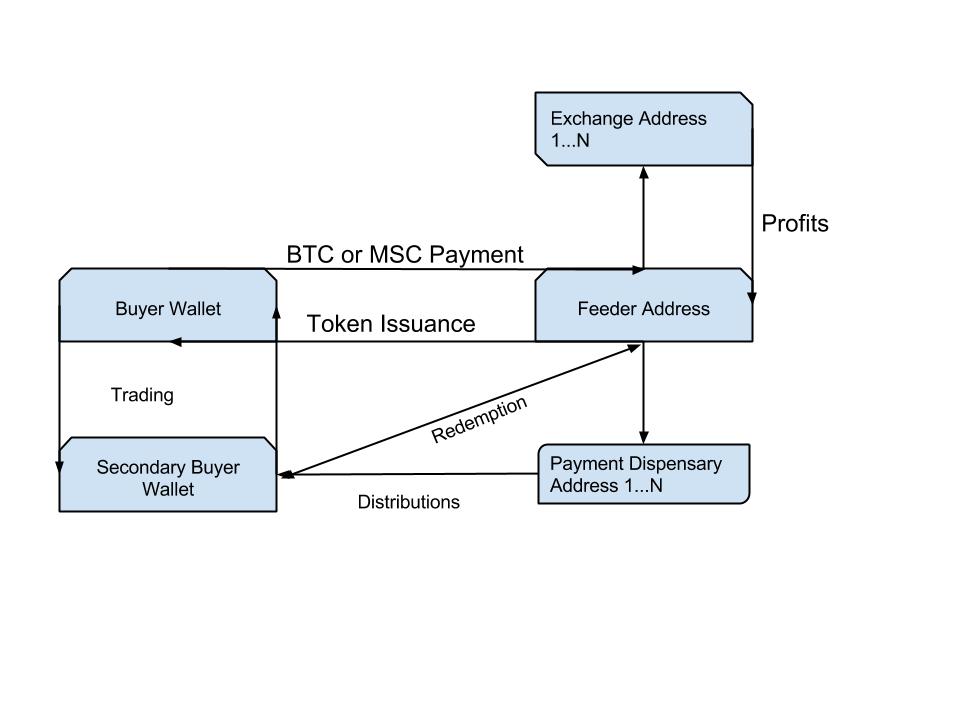 Exchange Address
1...N
Profits
BTC or MSC Payment
Buyer Wallet
Feeder Address
Token Issuance
Trading
Redemption
Secondary Buyer
Wallet
Payment Dispensary
Address 1...N
Distributions